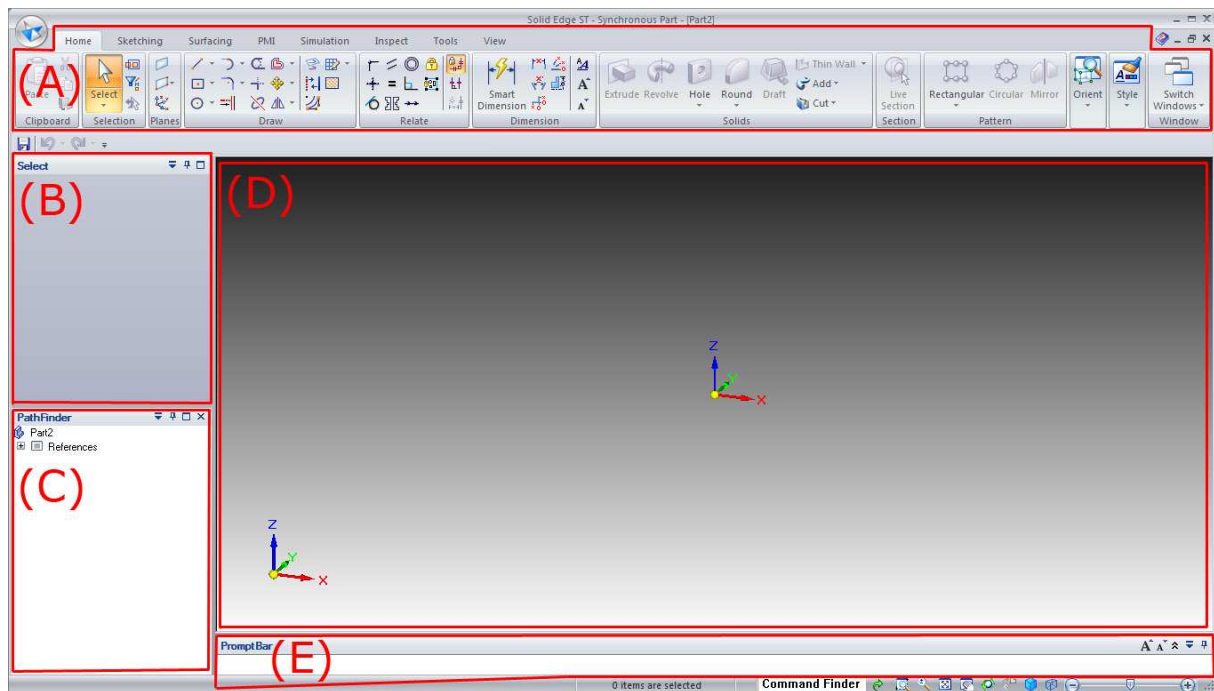 Solid Edge ST - Synchronous Part - [Part2]
Home Sketching Surfacing PMI Simulation Inspect Tools View
(A)
Paste
Select
Smart Dimension
Extrude Revolve Hole Round Draft
Thin Wall
Add
Cut
Live Section
Rectangular Circular Mirror
Orient
Style
Switch Windows
Clipboard Selection Planes Draw Relate Dimension Solids Section Pattern Window
Select
(B)
(D)
Z
Y
X
PathFinder
Part2
References
(C)
Z
Y
X
PromptBar
(E)
0 items are selected
Command Finder